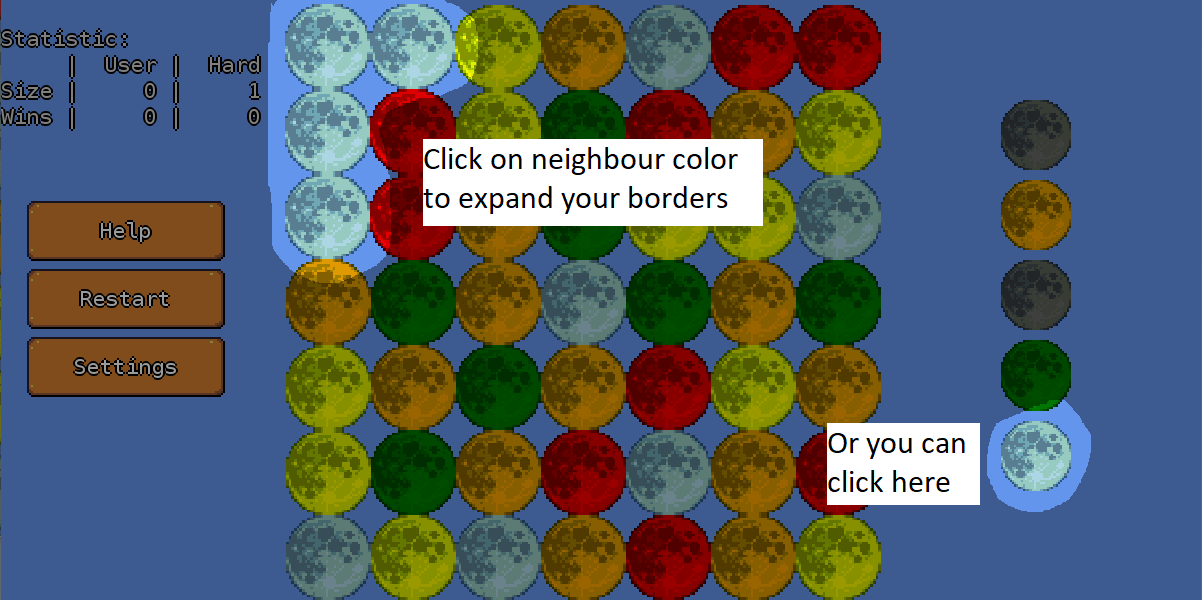 Statistic:
| User | Hard
Size | 0 | 1
Wins | 0 | 0
Help
Restart
Settings
Click on neighbour color
to expand your borders
Or you can
click here